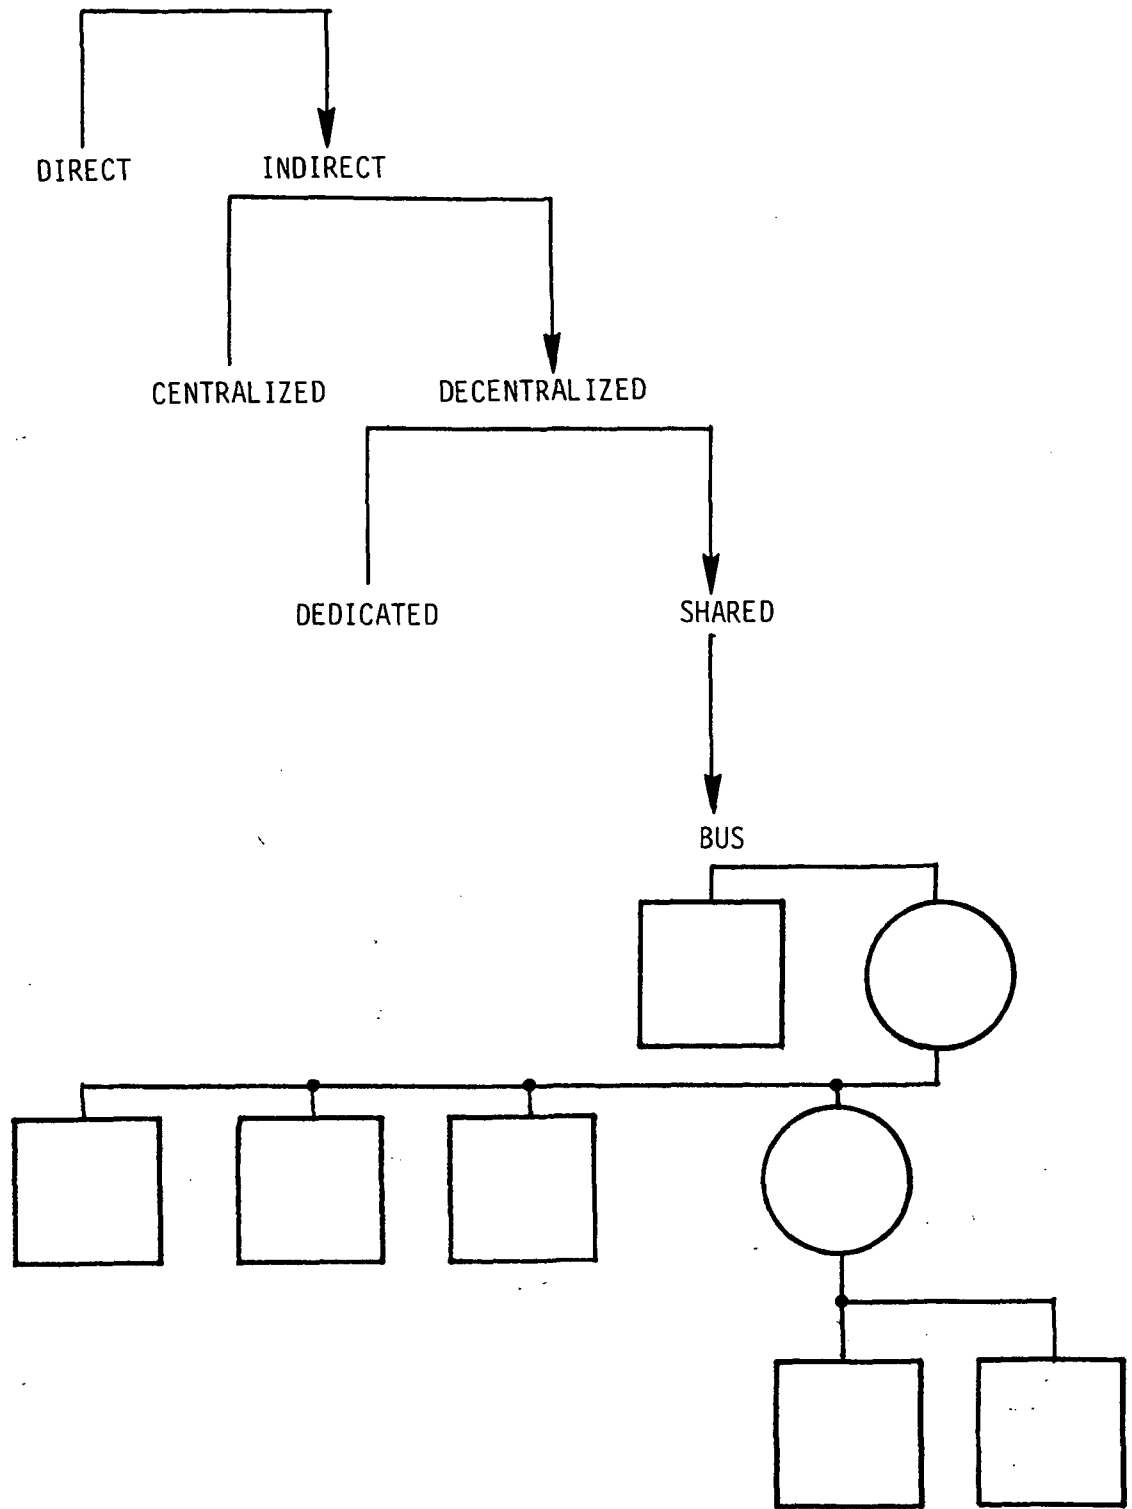 DIRECT
INDIRECT
CENTRALIZED
DECENTRALIZED
DEDICATED
SHARED
BUS